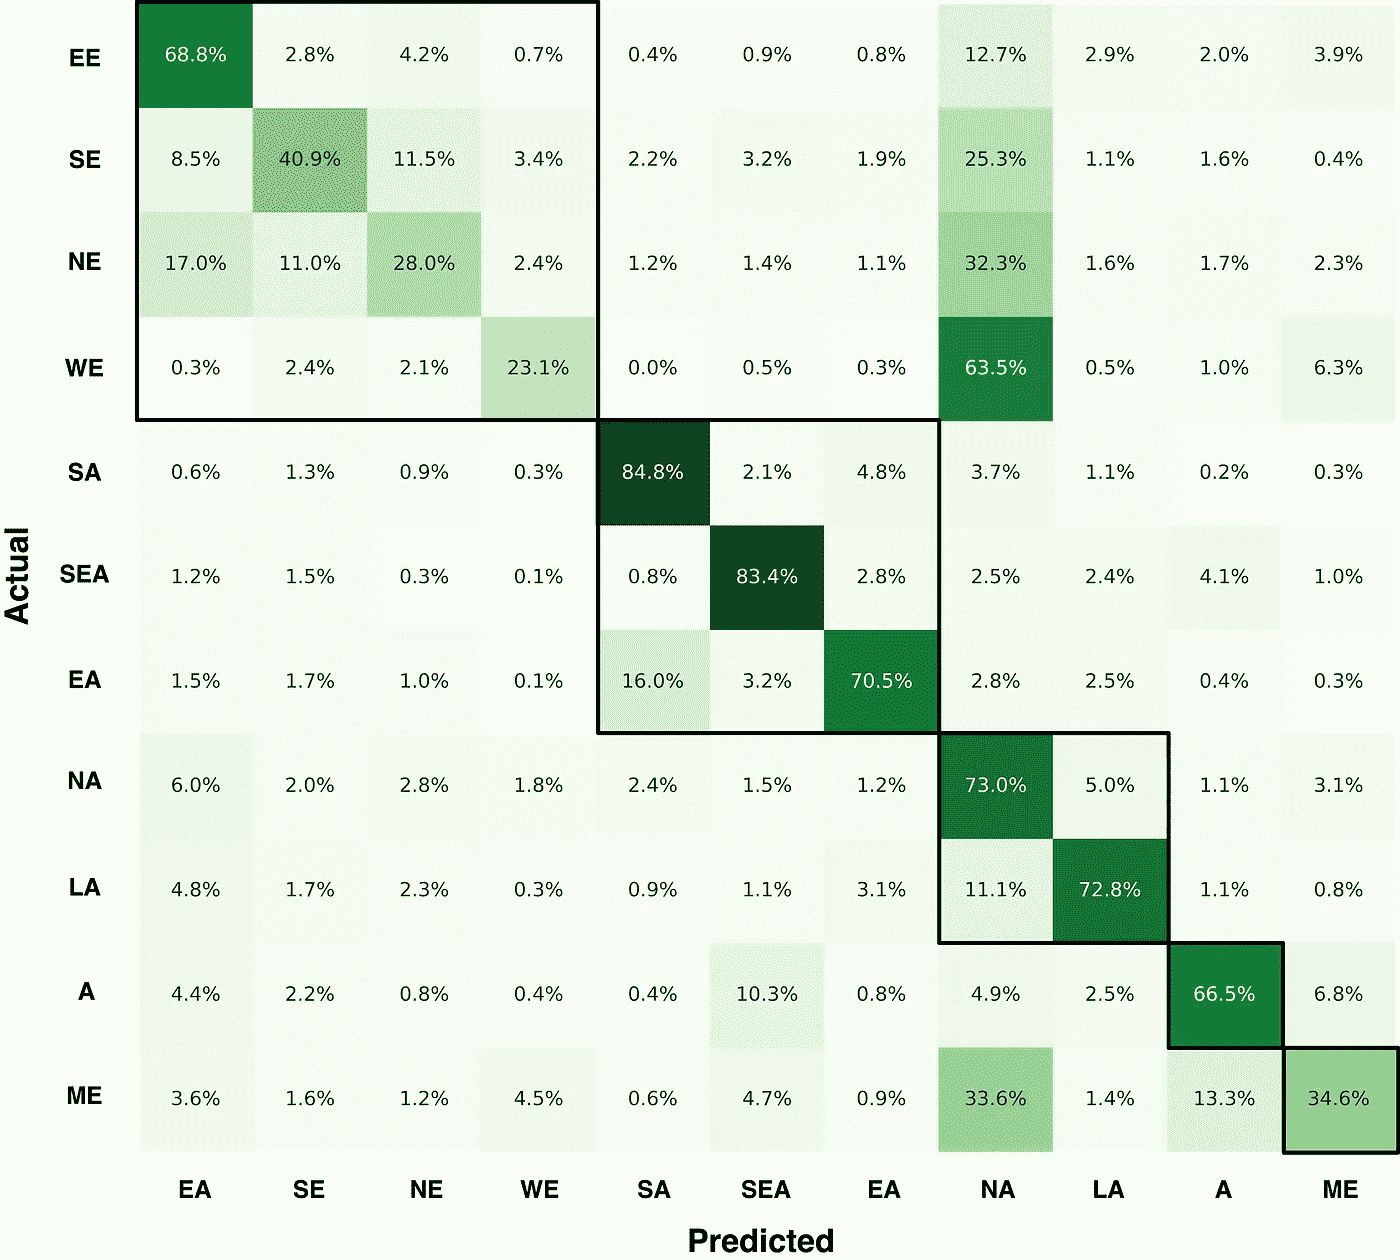 EE 68.8% 2.8% 4.2% 0.7% 0.4% 0.9% 0.8% 12.7% 2.9% 2.0% 3.9%
SE 8.5% 40.9% 11.5% 3.4% 2.2% 3.2% 1.9% 25.3% 1.1% 1.6% 0.4%
NE 17.0% 11.0% 28.0% 2.4% 1.2% 1.4% 1.1% 32.3% 1.6% 1.7% 2.3%
WE 0.3% 2.4% 2.1% 23.1% 0.0% 0.5% 0.3% 63.5% 0.5% 1.0% 6.3%
SA 0.6% 1.3% 0.9% 0.3% 84.8% 2.1% 4.8% 3.7% 1.1% 0.2% 0.3%
Actual
SEA 1.2% 1.5% 0.3% 0.1% 0.8% 83.4% 2.8% 2.5% 2.4% 4.1% 1.0%
EA 1.5% 1.7% 1.0% 0.1% 16.0% 3.2% 70.5% 2.8% 2.5% 0.4% 0.3%
NA 6.0% 2.0% 2.8% 1.8% 2.4% 1.5% 1.2% 73.0% 5.0% 1.1% 3.1%
LA 4.8% 1.7% 2.3% 0.3% 0.9% 1.1% 3.1% 11.1% 72.8% 1.1% 0.8%
A 4.4% 2.2% 0.8% 0.4% 0.4% 10.3% 0.8% 4.9% 2.5% 66.5% 6.8%
ME 3.6% 1.6% 1.2% 4.5% 0.6% 4.7% 0.9% 33.6% 1.4% 13.3% 34.6%
EA SE NE WE SA SEA EA NA LA A ME
Predicted